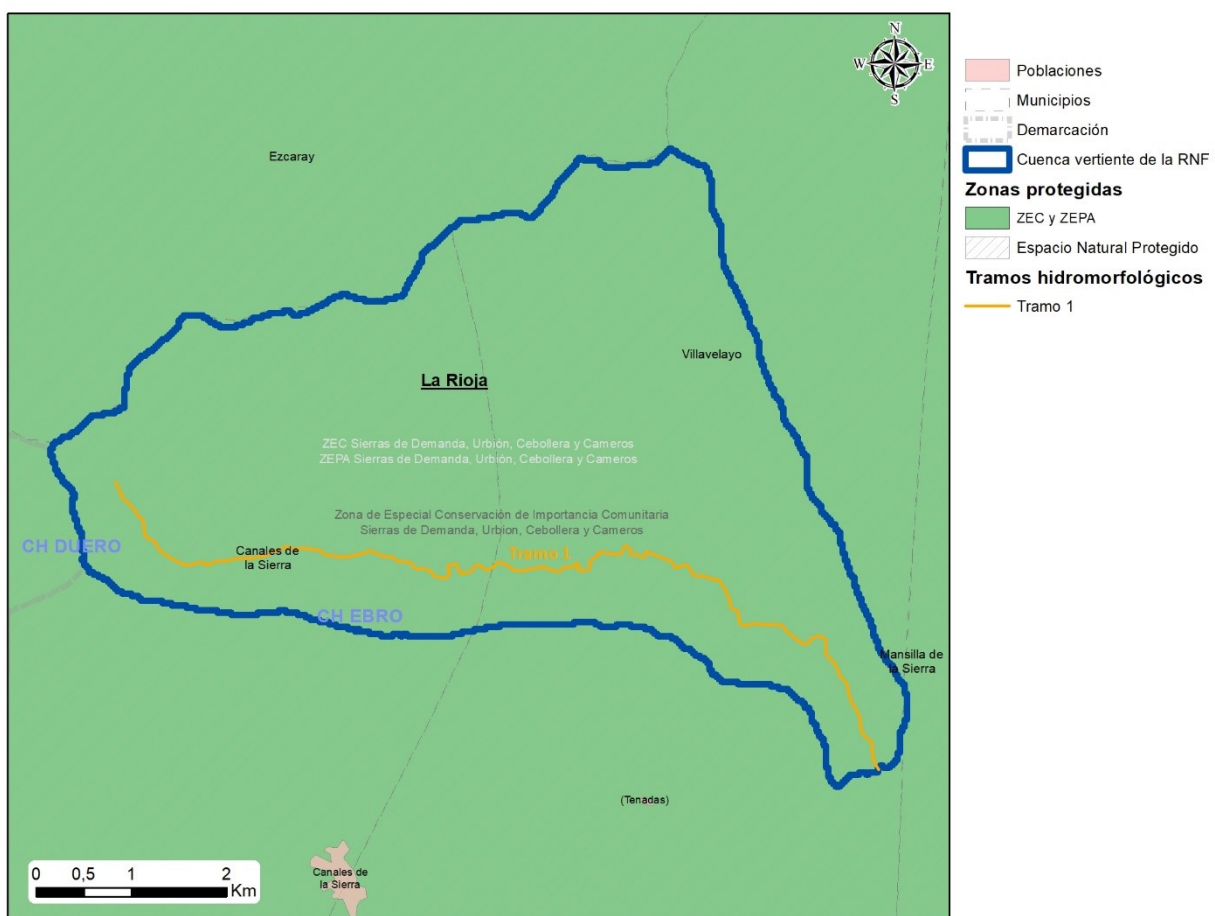 N
W
E
S
Ezcaray
Villavelayo
La Rioja
ZEC Sierras de Demanda, Urbión, Cebollera y Cameros
ZEPA Sierras de Demanda, Urbión, Cebollera y Cameros
Zona de Especial Conservación de Importancia Comunitaria
Sierras de Demanda, Urbion, Cebollera y Cameros
CH DUERO
Canales de
la Sierra
Tramo 1
CH EBRO
Mansilla de
la Sierra
(Tenadas)
Canales de
la Sierra
0 0,5 1 2
Km
Poblaciones
Municipios
Demarcación
Cuenca vertiente de la RNF
Zonas protegidas
ZEC y ZEPA
Espacio Natural Protegido
Tramos hidromorfológicos
Tramo 1